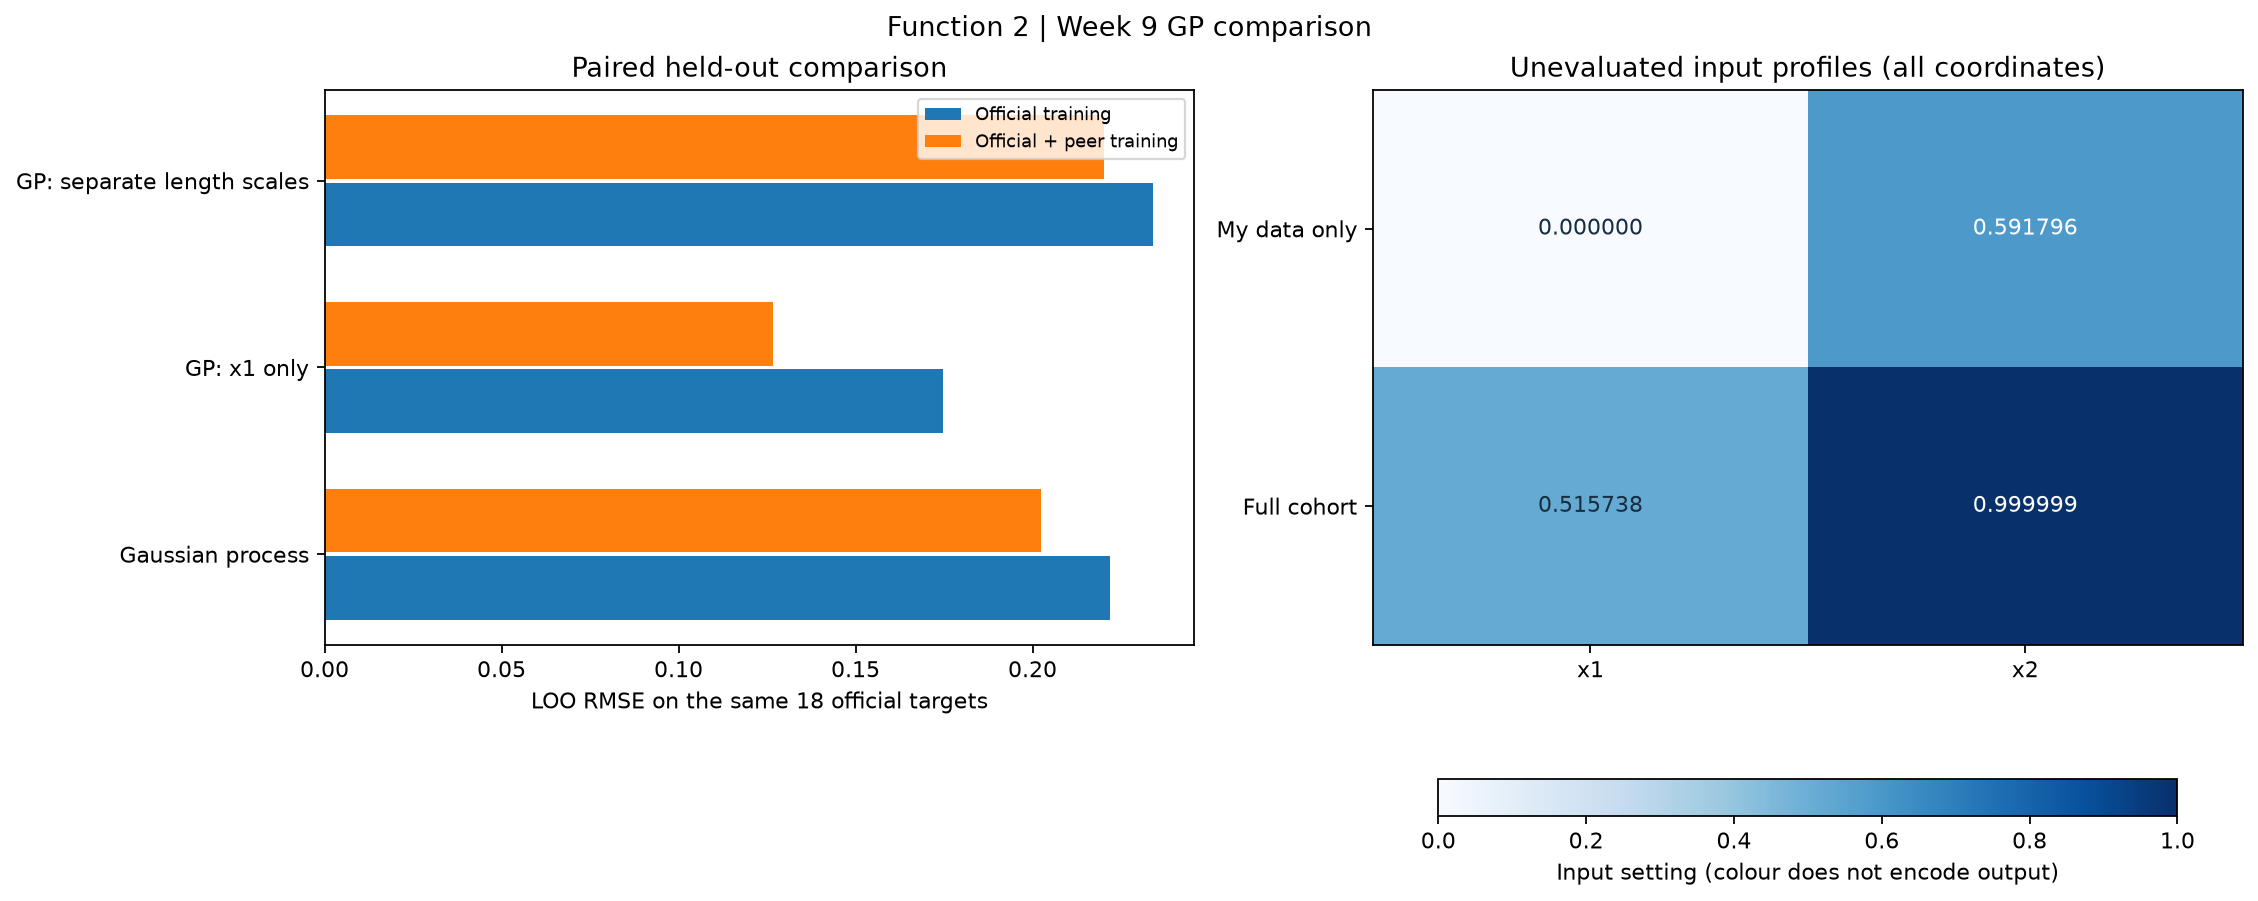 Function 2 | Week 9 GP comparison
Paired held-out comparison
Official training
Official + peer training
GP: separate length scales
GP: x1 only
Gaussian process
0.00 0.05 0.10 0.15 0.20
LOO RMSE on the same 18 official targets
Unevaluated input profiles (all coordinates)
My data only
0.000000 0.591796
Full cohort
0.515738 0.999999
x1 x2
0.0 0.2 0.4 0.6 0.8 1.0
Input setting (colour does not encode output)